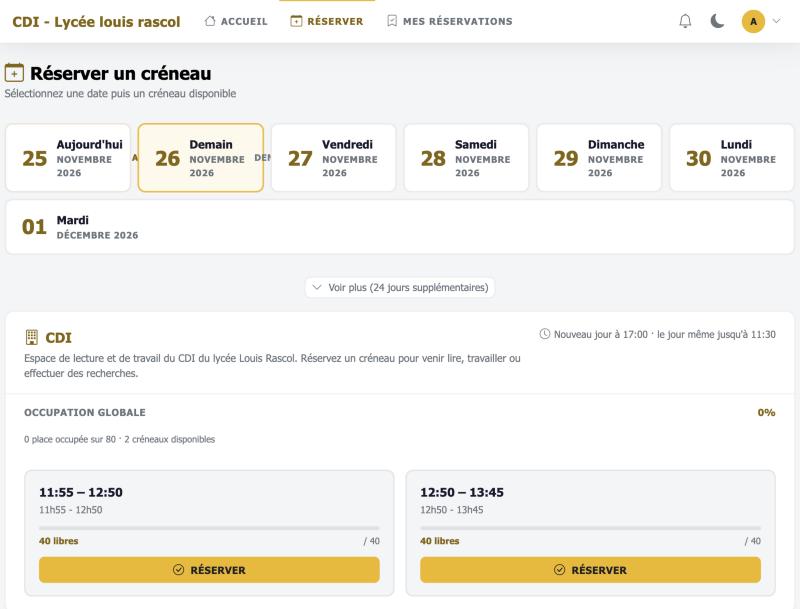 CDI - Lycée louis rascol
ACCUEIL
RÉSERVER
MES RÉSERVATIONS
A
Réserver un créneau
Sélectionnez une date puis un créneau disponible
25
Aujourd'hui
NOVEMBRE
2026
26
Demain
NOVEMBRE
2026
27
Vendredi
NOVEMBRE
2026
28
Samedi
NOVEMBRE
2026
29
Dimanche
NOVEMBRE
2026
30
Lundi
NOVEMBRE
2026
01
Mardi
DÉCEMBRE 2026
Voir plus (24 jours supplémentaires)
CDI
Nouveau jour à 17:00 · le jour même jusqu'à 11:30
Espace de lecture et de travail du CDI du lycée Louis Rascol. Réservez un créneau pour venir lire, travailler ou
effectuer des recherches.
OCCUPATION GLOBALE
0%
0 place occupée sur 80 · 2 créneaux disponibles
11:55 – 12:50
11h55 - 12h50
40 libres
/ 40
RÉSERVER
12:50 – 13:45
12h50 - 13h45
40 libres
/ 40
RÉSERVER